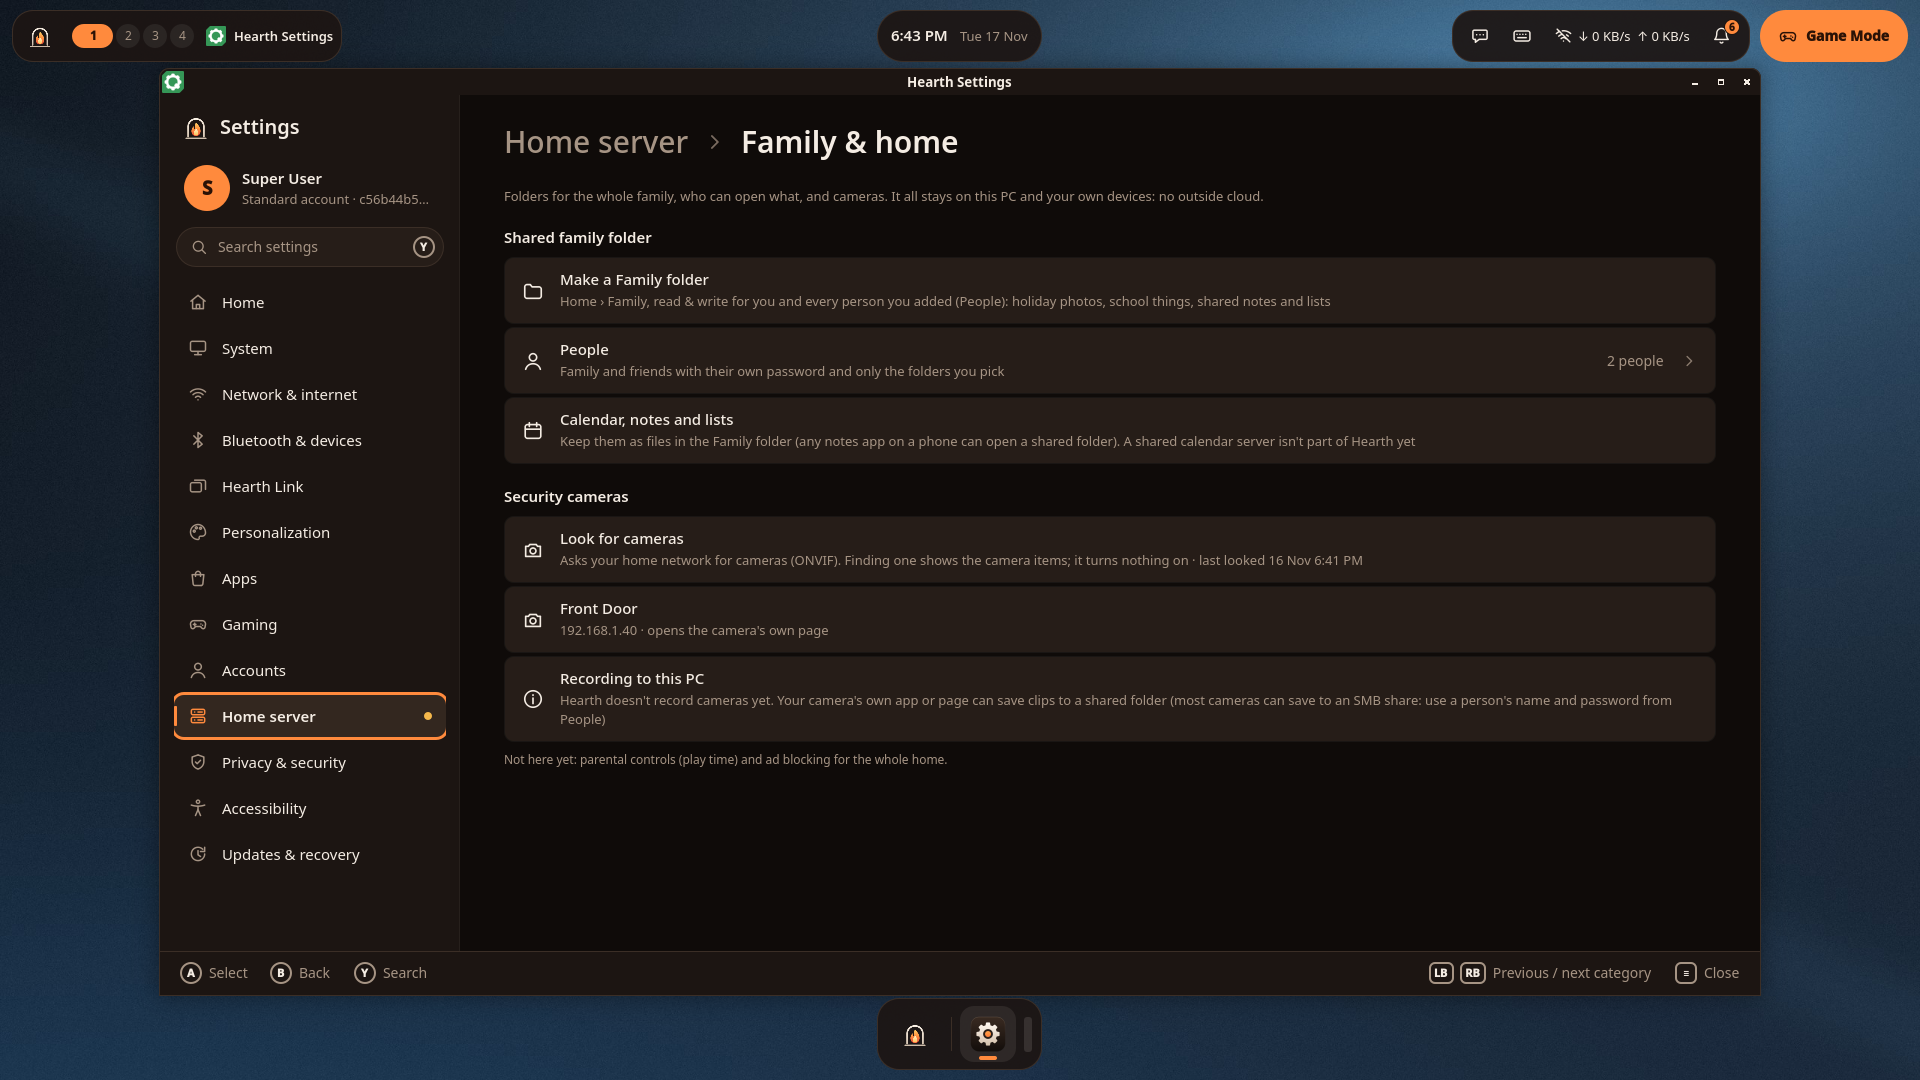 1 2 3 4 Hearth Settings
6:43 PM Tue 17 Nov
↓ 0 KB/s ↑ 0 KB/s 6 Game Mode
Hearth Settings
Settings
S
Super User
Standard account · c56b44b5...
Search settings Y
Home
System
Network & internet
Bluetooth & devices
Hearth Link
Personalization
Apps
Gaming
Accounts
Home server
Privacy & security
Accessibility
Updates & recovery
Home server > Family & home
Folders for the whole family, who can open what, and cameras. It all stays on this PC and your own devices: no outside cloud.
Shared family folder
Make a Family folder
Home › Family, read & write for you and every person you added (People): holiday photos, school things, shared notes and lists
People
Family and friends with their own password and only the folders you pick
2 people
Calendar, notes and lists
Keep them as files in the Family folder (any notes app on a phone can open a shared folder). A shared calendar server isn't part of Hearth yet
Security cameras
Look for cameras
Asks your home network for cameras (ONVIF). Finding one shows the camera items; it turns nothing on · last looked 16 Nov 6:41 PM
Front Door
192.168.1.40 · opens the camera's own page
Recording to this PC
Hearth doesn't record cameras yet. Your camera's own app or page can save clips to a shared folder (most cameras can save to an SMB share: use a person's name and password from
People)
Not here yet: parental controls (play time) and ad blocking for the whole home.
A Select B Back Y Search
LB RB Previous / next category ≡ Close